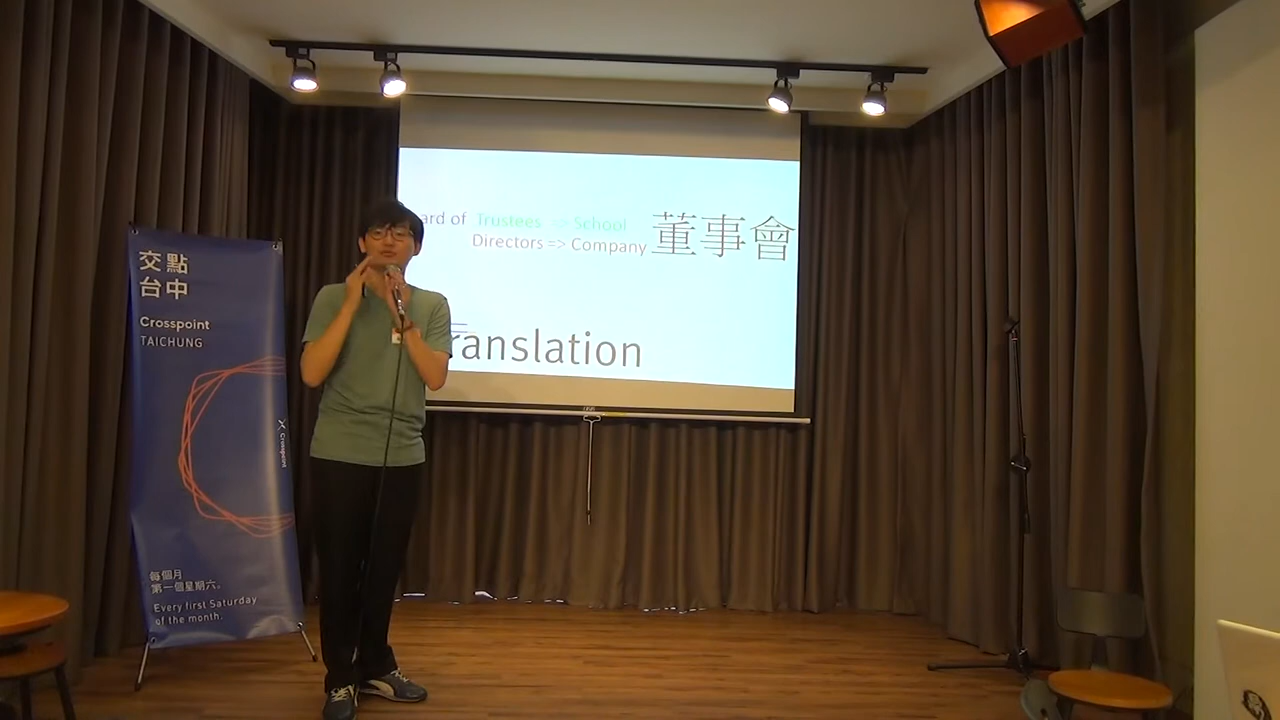 交點
台中
Crosspoint
TAICHUNG
Crosspoint
每個月
第一個星期六。
Every first Saturday
of the month.
ard of Trustees => School
Directors => Company
董事會
ranslation